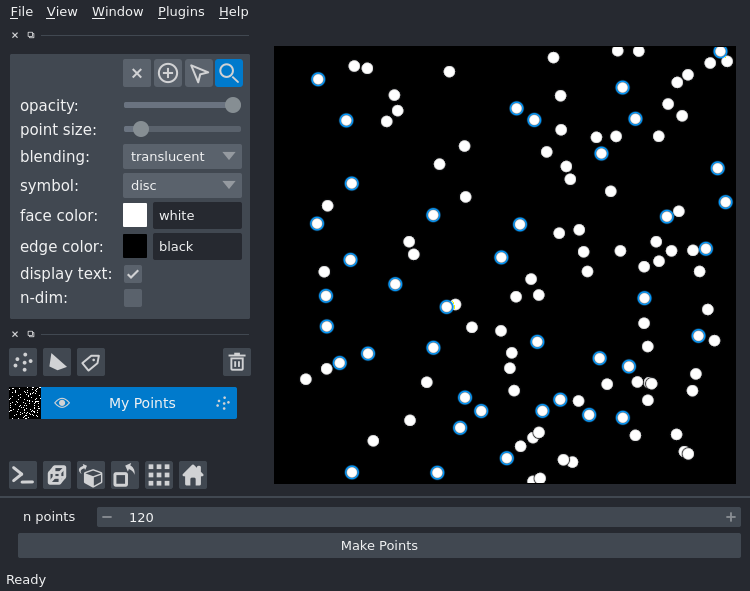 File View Window Plugins Help
opacity:
point size:
blending: translucent
symbol: disc
face color: white
edge color: black
display text:
n-dim:
My Points
n points 120
Make Points
Ready